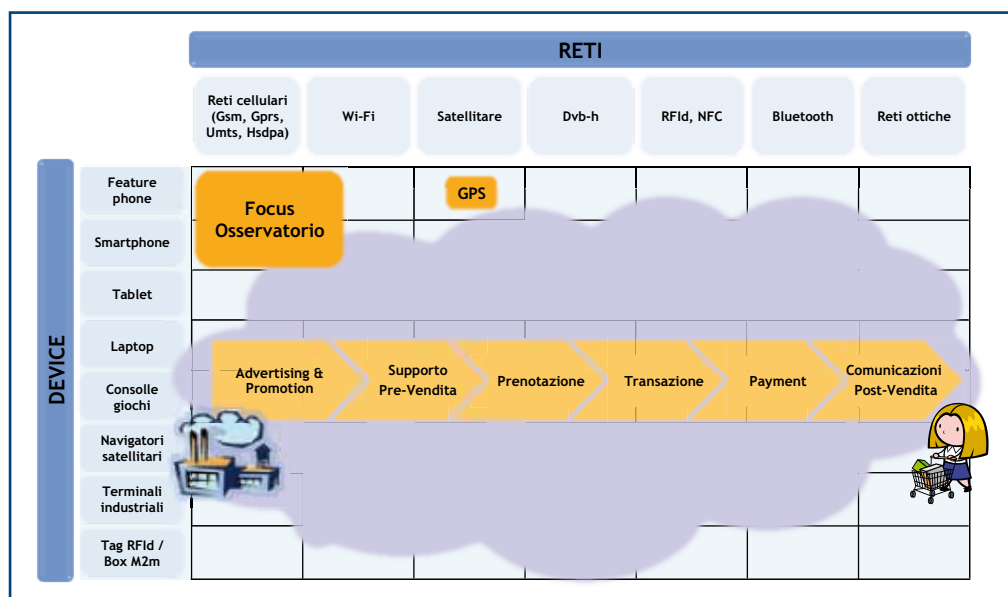 RETI
Reti cellulari
(Gsm, Gprs,
Umts, Hsdpa)
Wi-Fi
Satellitare
Dvb-h
RFId, NFC
Bluetooth
Reti ottiche
DEVICE
Feature
phone
Smartphone
Tablet
Laptop
Consolle
giochi
Navigatori
satellitari
Terminali
industriali
Tag RFId /
Box M2m
Focus
Osservatorio
GPS
Advertising &
Promotion
Supporto
Pre-Vendita
Prenotazione
Transazione
Payment
Comunicazioni
Post-Vendita